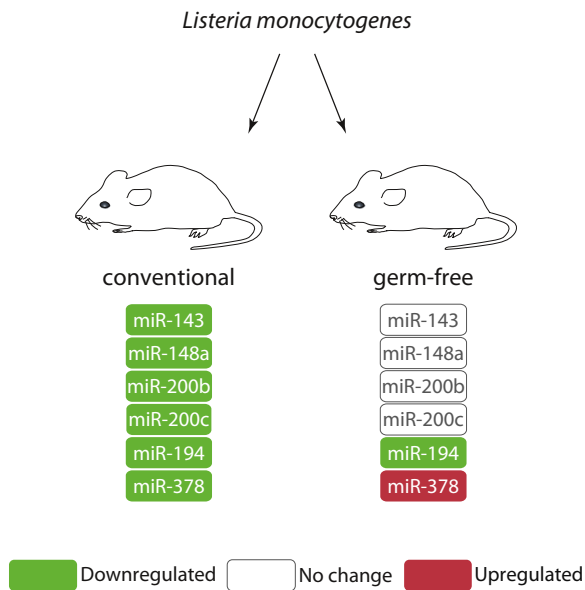 Listeria monocytogenes
conventional germ-free
miR-143 miR-143
miR-148a miR-148a
miR-200b miR-200b
miR-200c miR-200c
miR-194 miR-194
miR-378 miR-378
Downregulated No change Upregulated